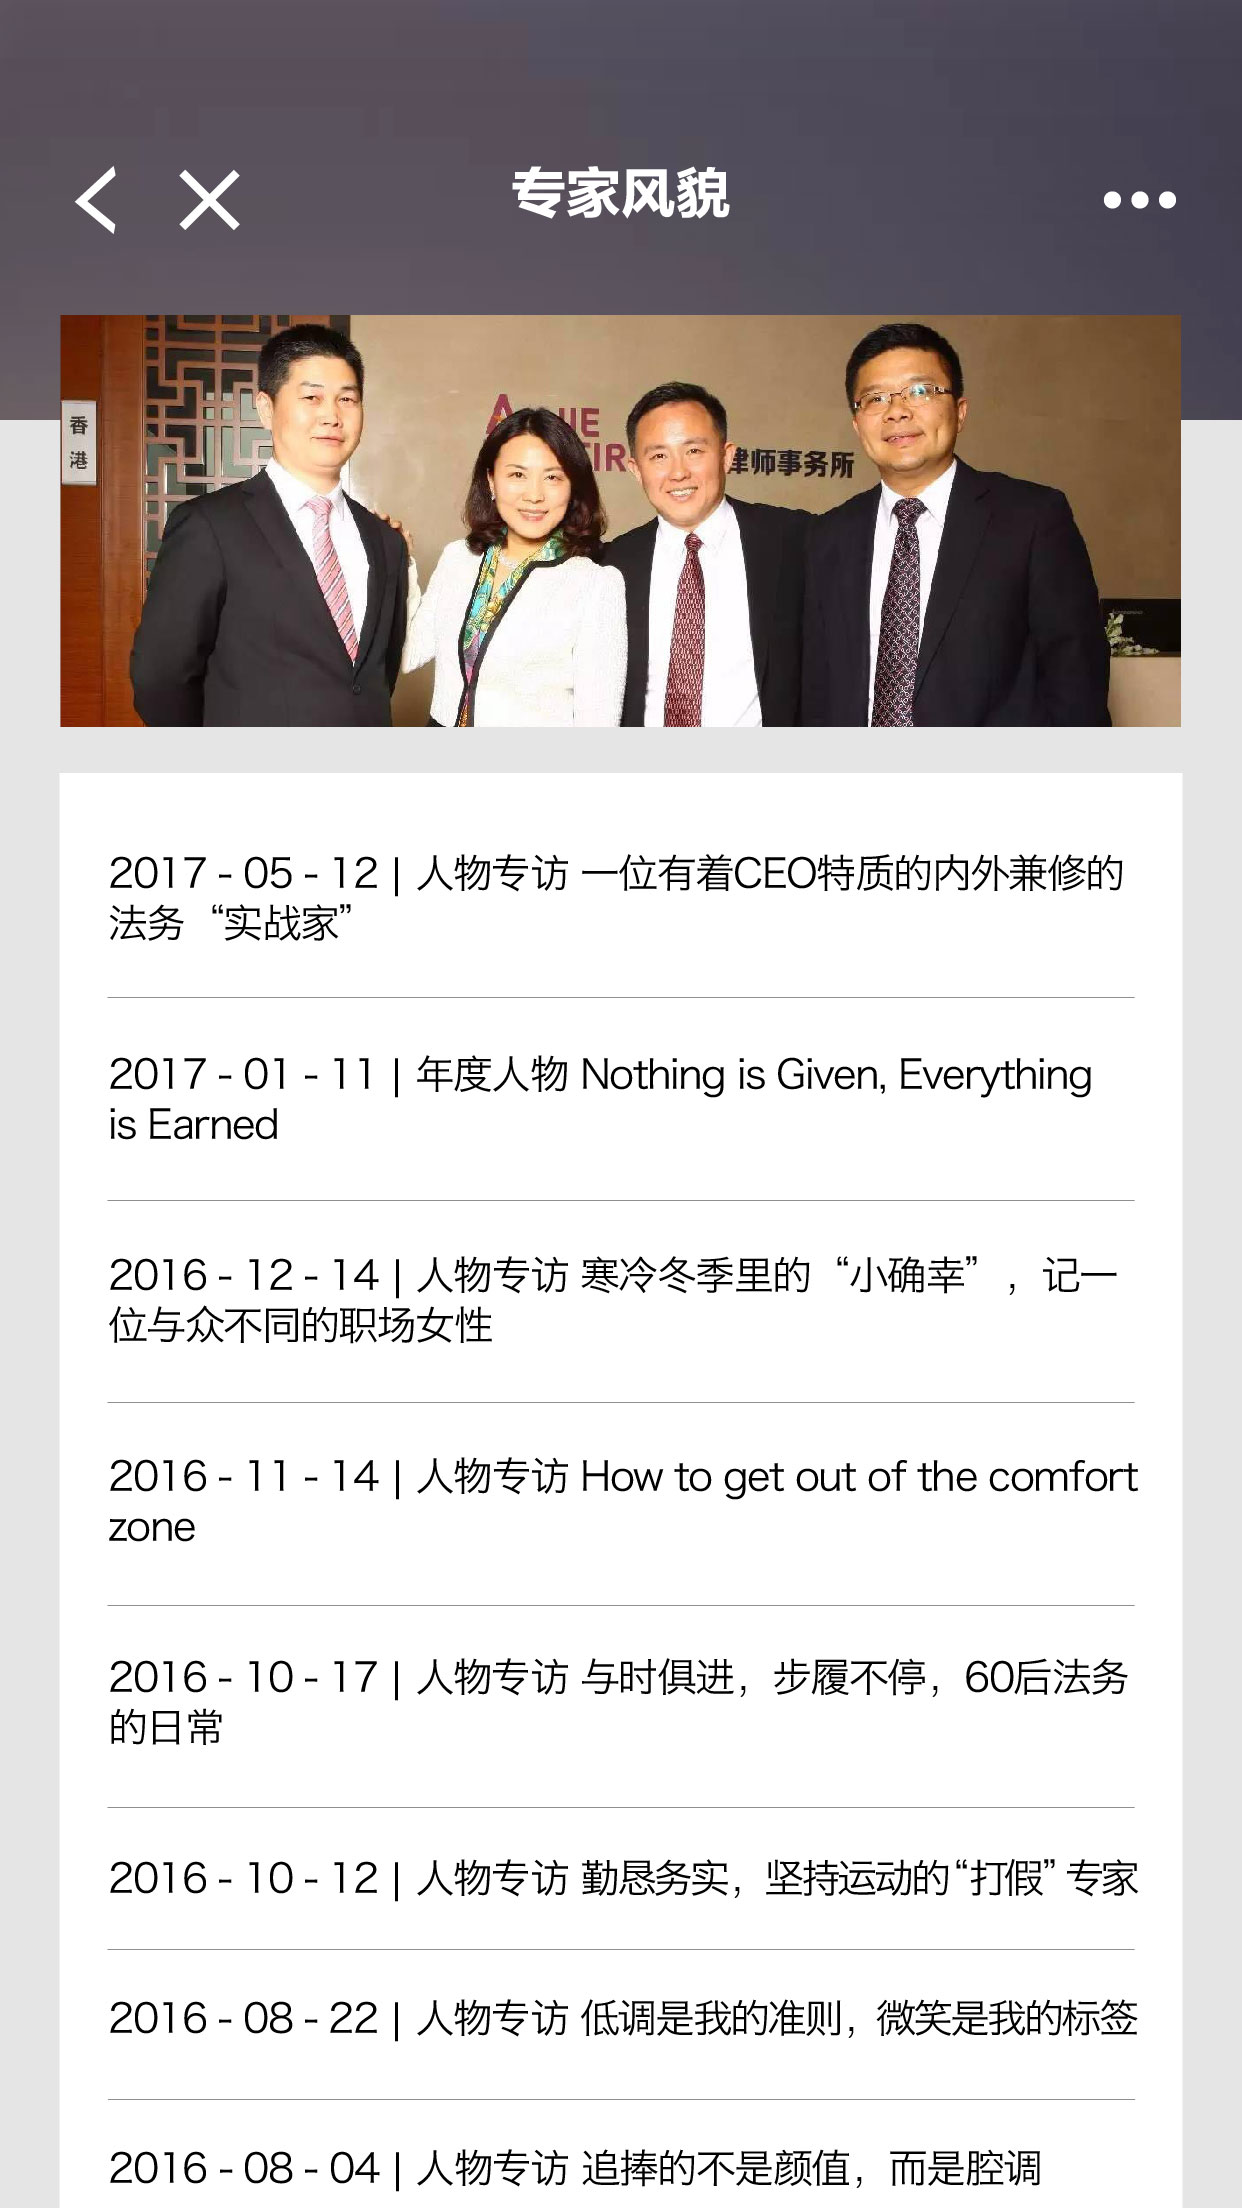 专家风貌
香
港
A JIE
FIR
律师事务所
2017 - 05 - 12 | 人物专访 一位有着CEO特质的内外兼修的
法务 “实战家”
2017 - 01 - 11 | 年度人物 Nothing is Given, Everything
is Earned
2016 - 12 - 14 | 人物专访 寒冷冬季里的 “小确幸” ，记一
位与众不同的职场女性
2016 - 11 - 14 | 人物专访 How to get out of the comfort
zone
2016 - 10 - 17 | 人物专访 与时俱进，步履不停，60后法务
的日常
2016 - 10 - 12 | 人物专访 勤恳务实，坚持运动的“打假” 专家
2016 - 08 - 22 | 人物专访 低调是我的准则，微笑是我的标签
2016 - 08 - 04 | 人物专访 追捧的不是颜值，而是腔调